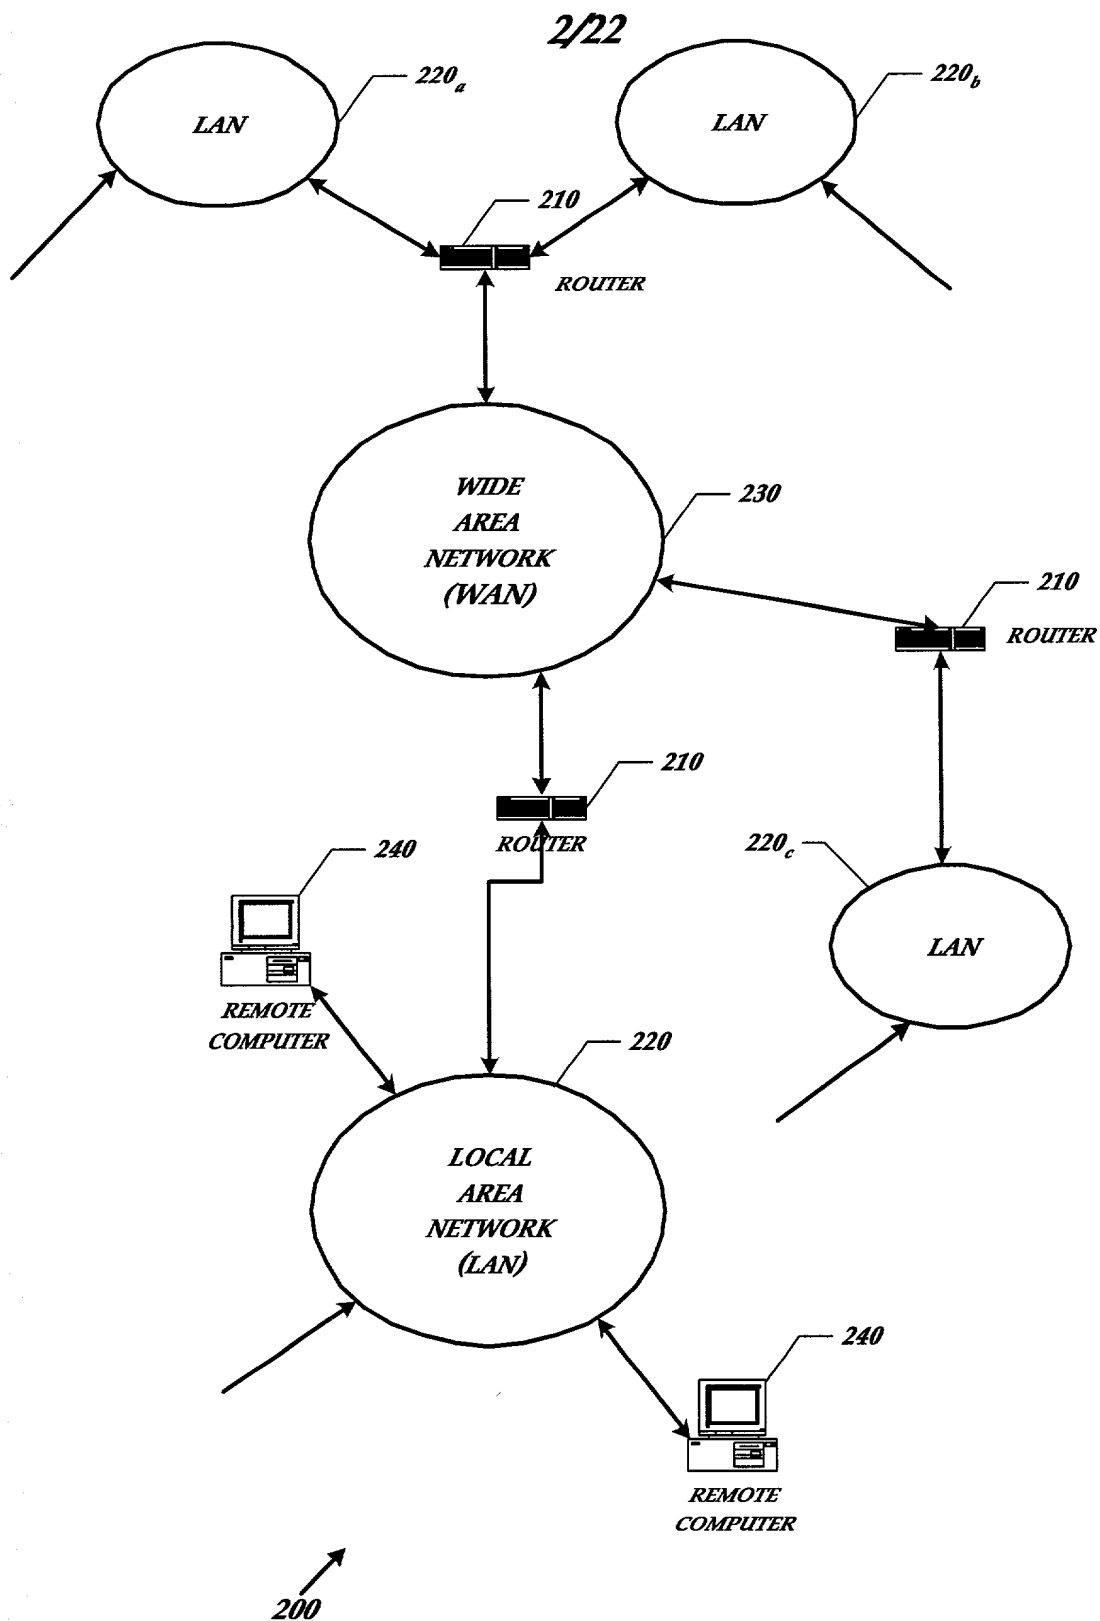 2/22
220a
220b
LAN
LAN
210
ROUTER
WIDE
AREA
NETWORK
(WAN)
230
210
ROUTER
210
ROUTER
240
220c
LAN
REMOTE
COMPUTER
220
LOCAL
AREA
NETWORK
(LAN)
240
REMOTE
COMPUTER
200